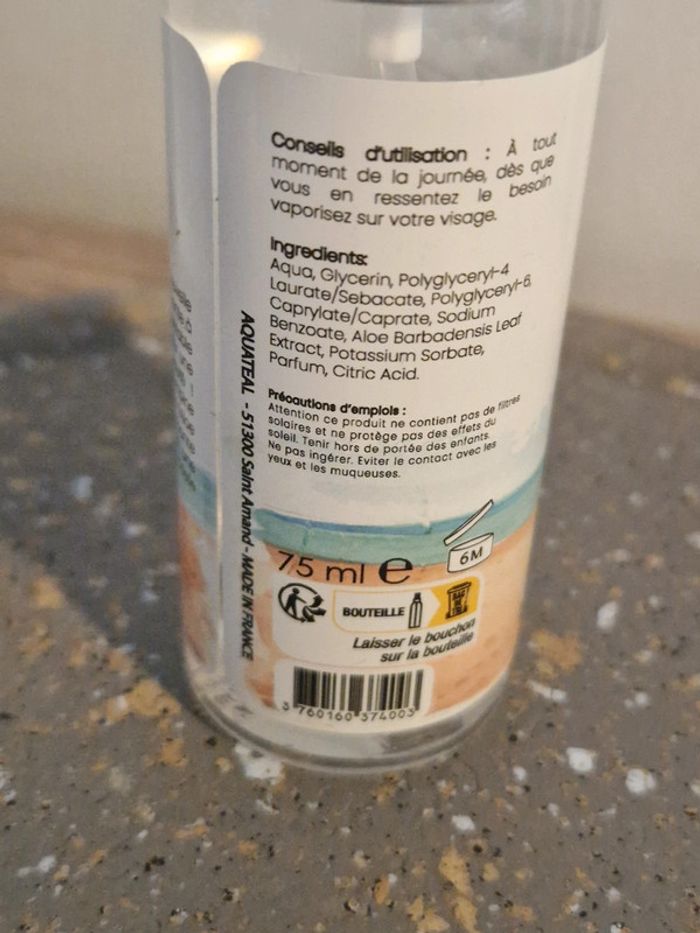 Conseils d'utilisation : À tout
moment de la journée, dès que
vous en ressentez le besoin
vaporisez sur votre visage.
Ingredients:
Aqua, Glycerin, Polyglyceryl-4
Laurate/Sebacate, Polyglyceryl-6,
Caprylate/Caprate, Sodium
Benzoate, Aloe Barbadensis Leaf
Extract, Potassium Sorbate,
Parfum, Citric Acid.
Précautions d'emplois :
Attention ce produit ne contient pas de filtres
solaires et ne protège pas des effets du
soleil. Tenir hors de portée des enfants.
Ne pas ingérer. Eviter le contact avec les
yeux et les muqueuses.
AQUATEAL - 51300 Saint Amand - MADE IN FRANCE
75 ml e
6M
BOUTEILLE
BAC DE TRI
Laisser le bouchon
sur la bouteille
3 760160 374003